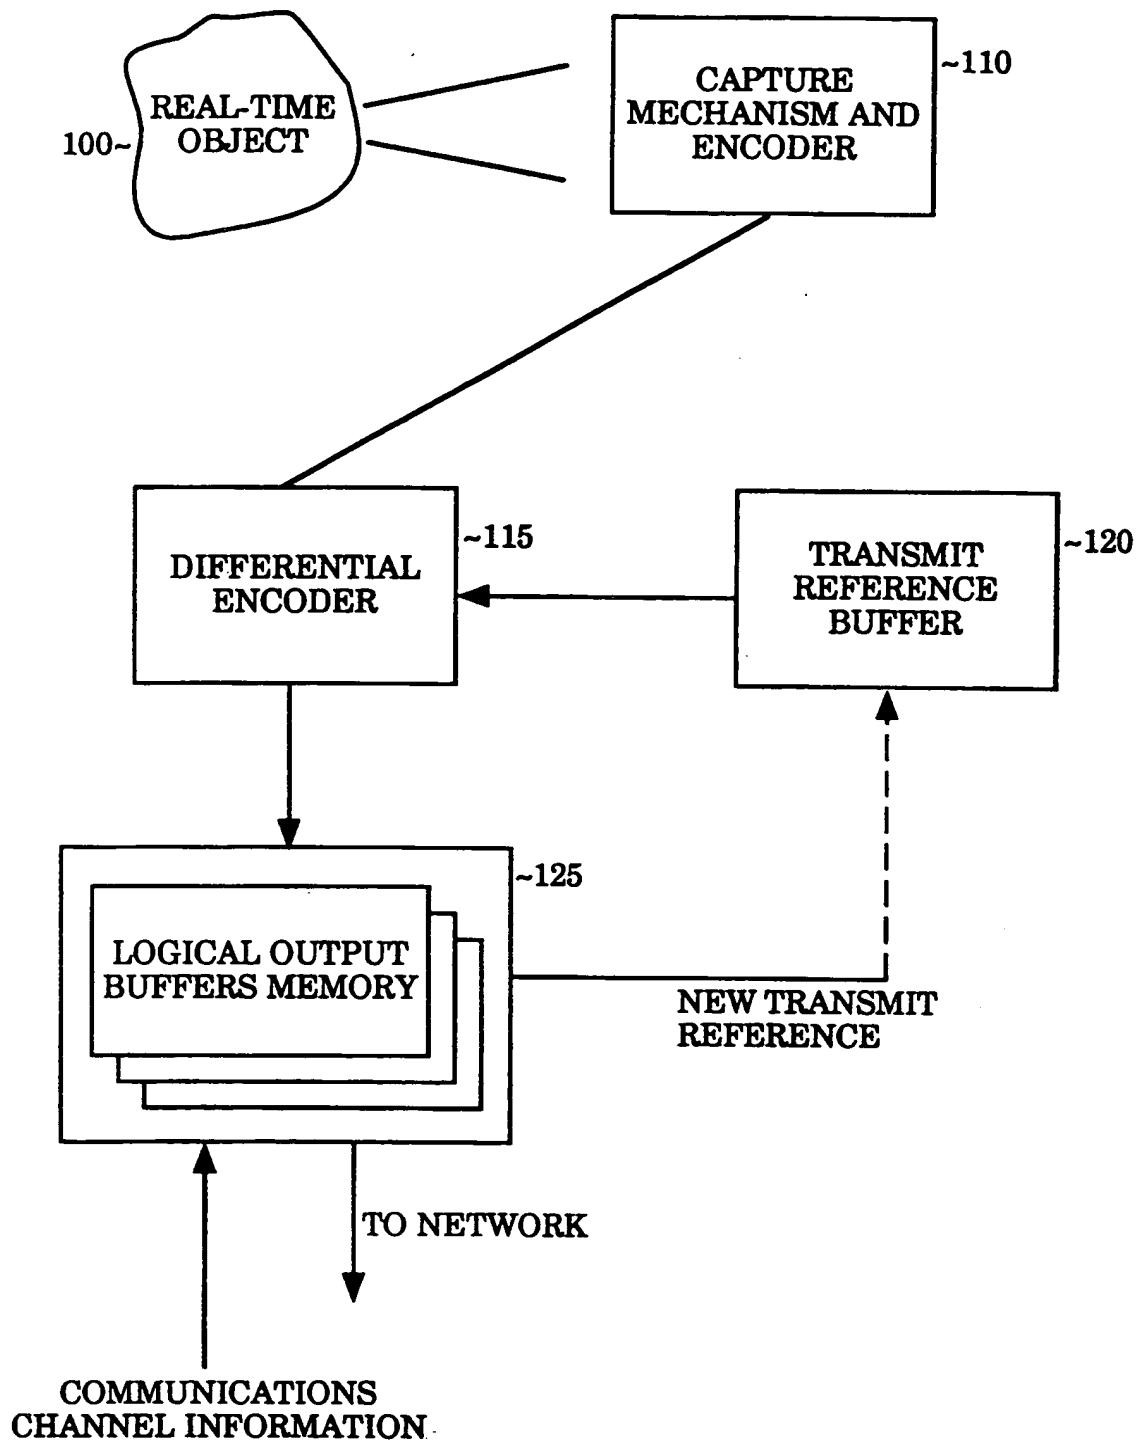 REAL-TIME
OBJECT
100~
CAPTURE
MECHANISM AND
ENCODER
~110
DIFFERENTIAL
ENCODER
~115
TRANSMIT
REFERENCE
BUFFER
~120
~125
LOGICAL OUTPUT
BUFFERS MEMORY
NEW TRANSMIT
REFERENCE
TO NETWORK
COMMUNICATIONS
CHANNEL INFORMATION